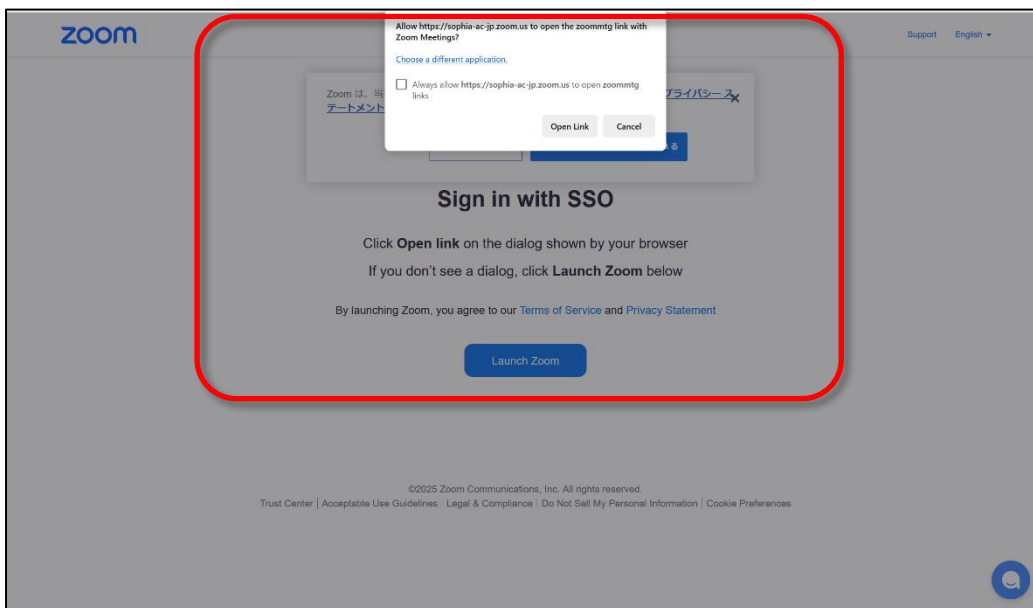 zoom
Support English
Allow https://sophia-ac-jp.zoom.us to open the zoommtg link with
Zoom Meetings?
Choose a different application.
Always allow https://sophia-ac-jp.zoom.us to open zoommtg
links
Open Link Cancel
Zoom は、当
プライバシー ス
テートメント
る
Sign in with SSO
Click Open link on the dialog shown by your browser
If you don't see a dialog, click Launch Zoom below
By launching Zoom, you agree to our Terms of Service and Privacy Statement
Launch Zoom
©2025 Zoom Communications, Inc. All rights reserved.
Trust Center | Acceptable Use Guidelines | Legal & Compliance | Do Not Sell My Personal Information | Cookie Preferences